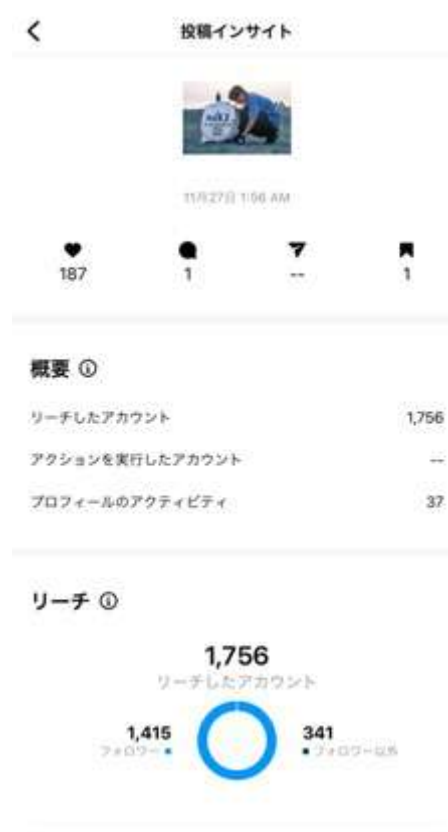 投稿インサイト
11月27日 1:56 AM
187
1
--
1
概要
リーチしたアカウント 1,756
アクションを実行したアカウント --
プロフィールのアクティビティ 37
リーチ
1,756
リーチしたアカウント
1,415
フォロワー
341
フォロワー以外